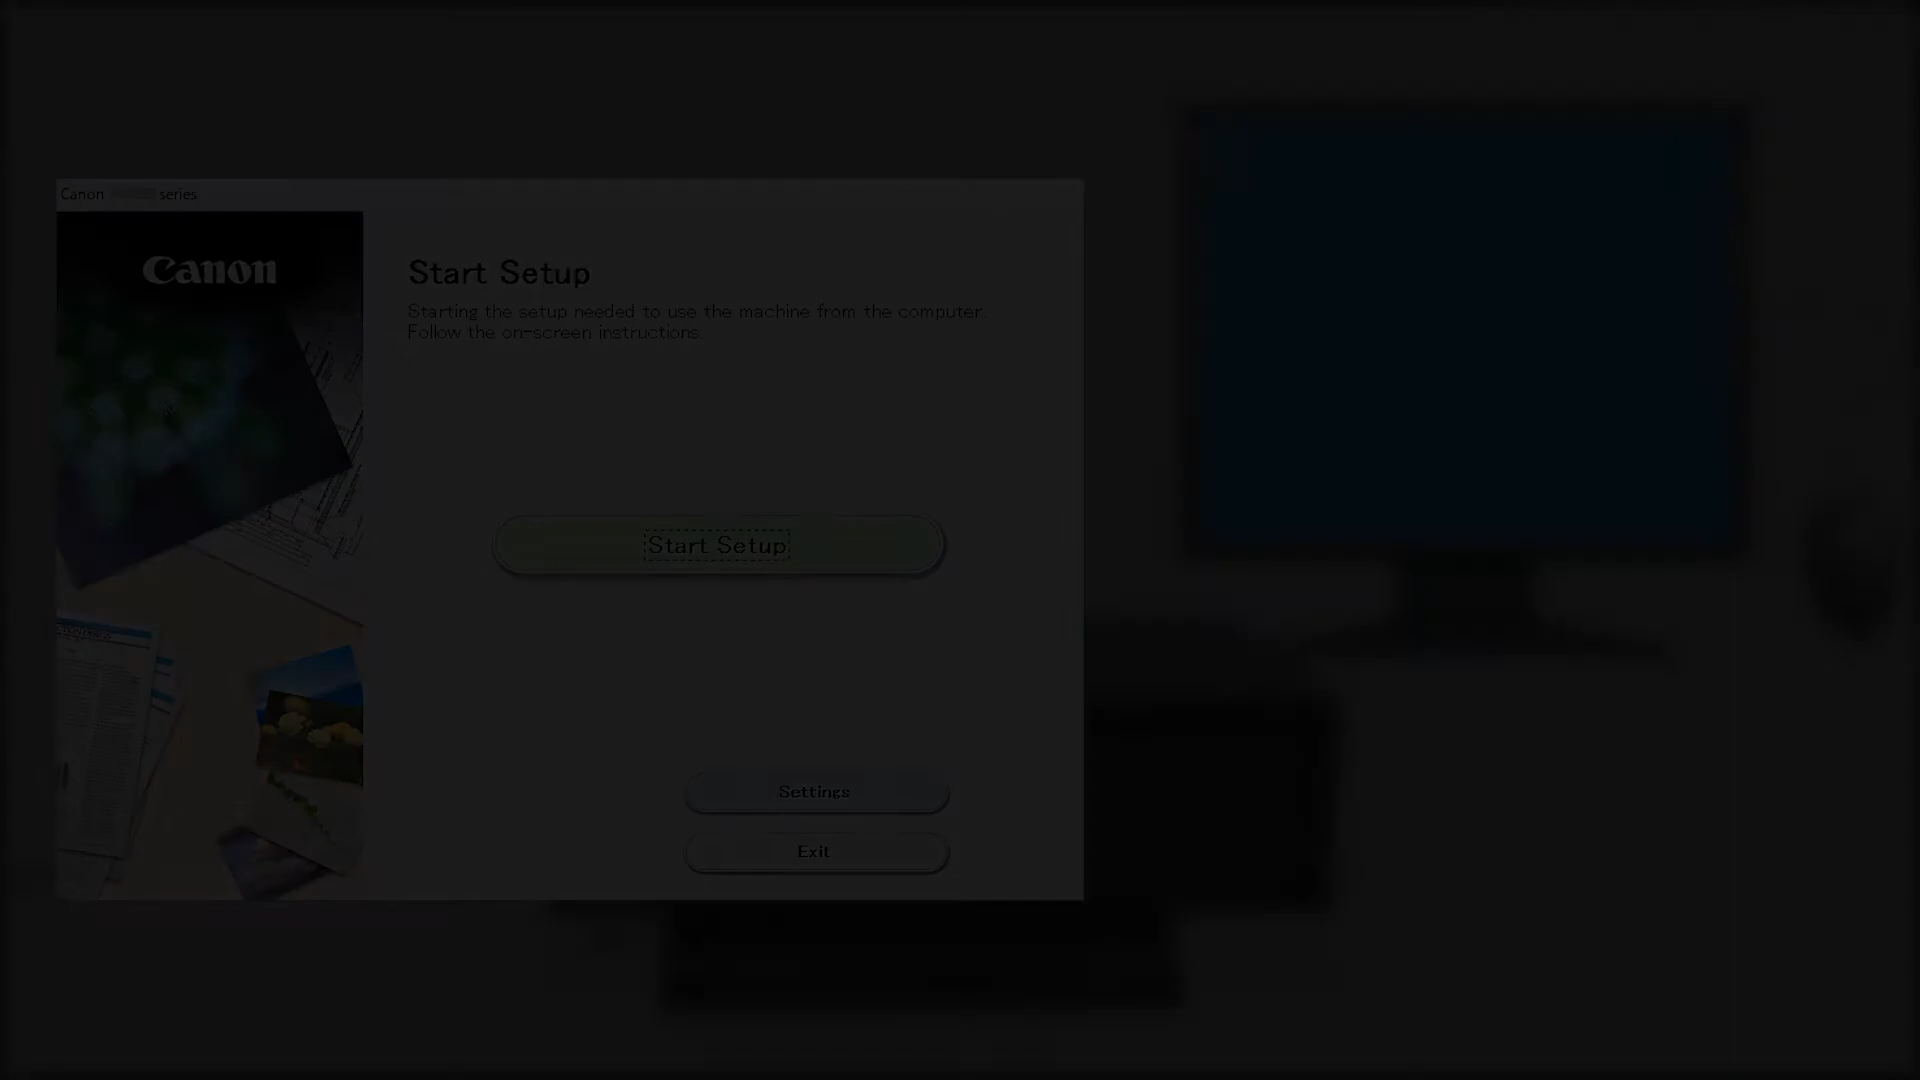 Canon series
Canon
Start Setup
Starting the setup needed to use the machine from the computer.
Follow the on-screen instructions.
Start Setup
Settings
Exit